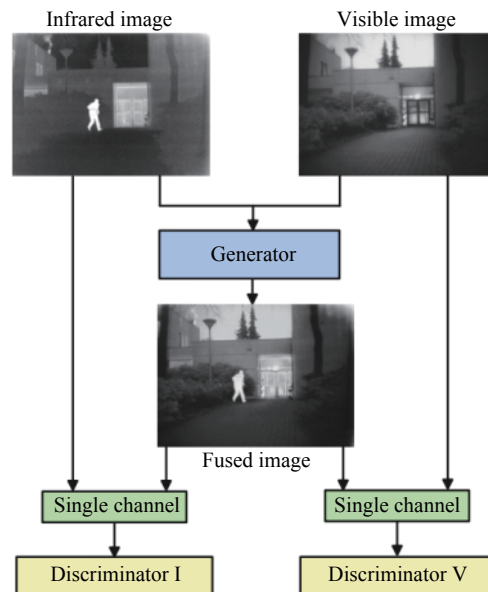 Infrared image
Visible image
Generator
Fused image
Single channel
Single channel
Discriminator I
Discriminator V